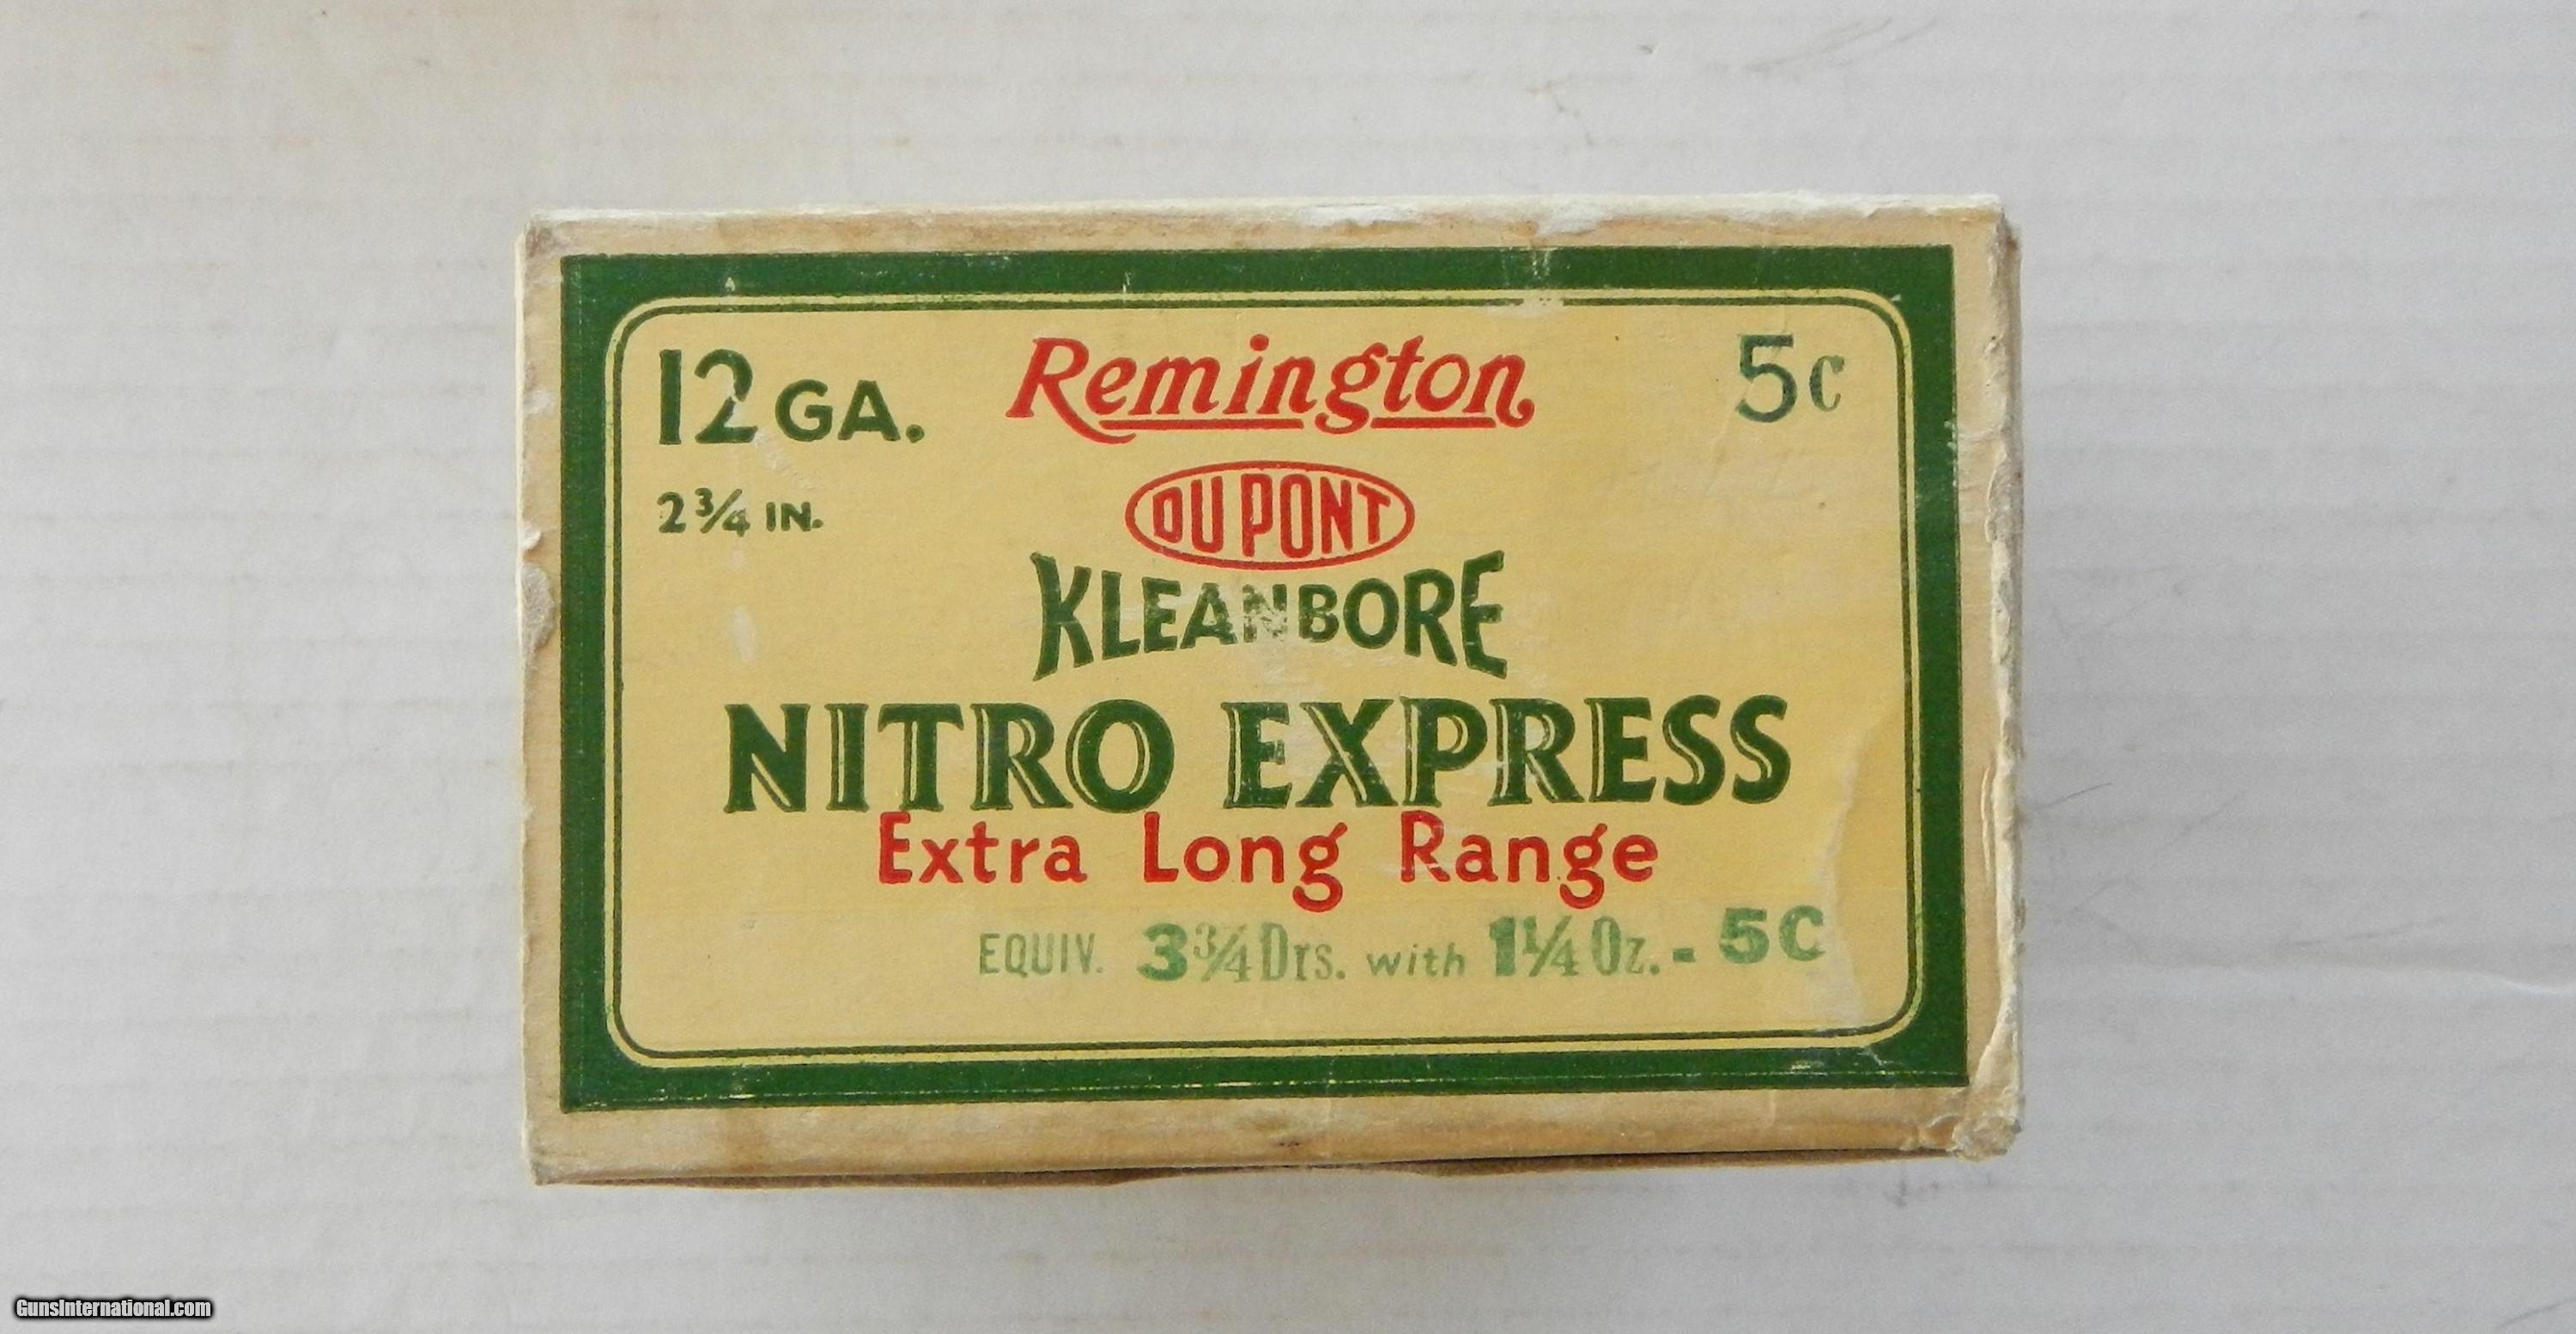 12 GA. Remington 5C
2 3/4 IN.
DU PONT
KLEANBORE
NITRO EXPRESS
Extra Long Range
EQUIV. 3 3/4 Drs. with 1 1/4 Oz. - 5C
GunsInternational.com